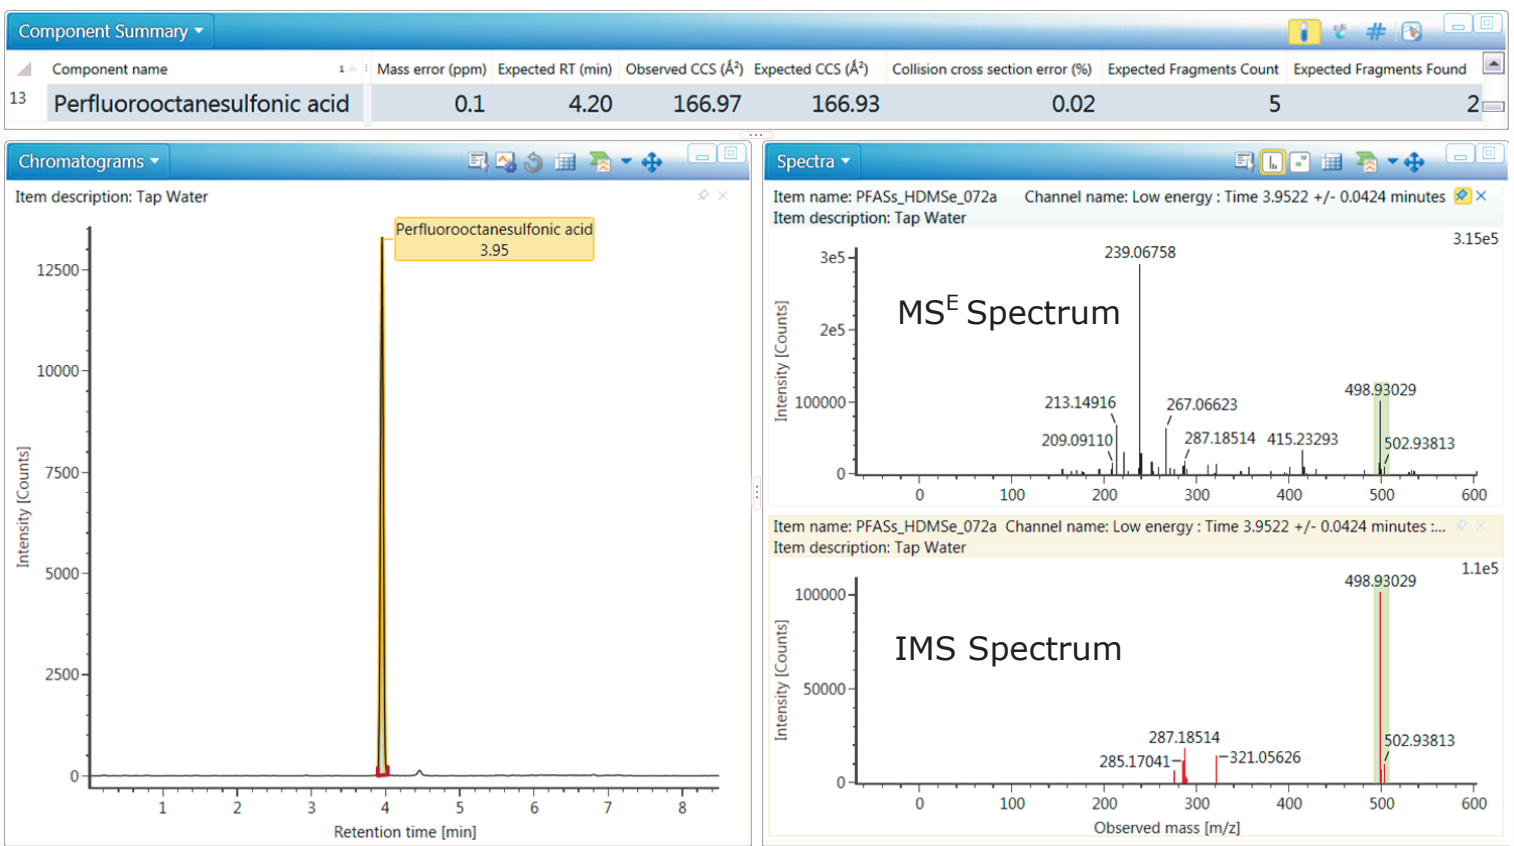 Component Summary
Component name 1 Mass error (ppm) Expected RT (min) Observed CCS (Å²) Expected CCS (Å²) Collision cross section error (%) Expected Fragments Count Expected Fragments Found
13 Perfluorooctanesulfonic acid 0.1 4.20 166.97 166.93 0.02 5 2
Chromatograms
Item description: Tap Water
Perfluorooctanesulfonic acid
3.95
12500
10000
7500
5000
2500
0
Intensity [Counts]
1 2 3 4 5 6 7 8
Retention time [min]
Spectra
Item name: PFASs_HDMSe_072a Channel name: Low energy : Time 3.9522 +/- 0.0424 minutes
Item description: Tap Water
3.15e5
3e5
2e5
100000
0
Intensity [Counts]
MSᴱ Spectrum
239.06758
213.14916
209.09110
267.06623
287.18514
415.23293
498.93029
502.93813
0 100 200 300 400 500 600
Item name: PFASs_HDMSe_072a Channel name: Low energy : Time 3.9522 +/- 0.0424 minutes :...
Item description: Tap Water
1.1e5
100000
50000
0
Intensity [Counts]
IMS Spectrum
498.93029
287.18514
285.17041
321.05626
502.93813
0 100 200 300 400 500 600
Observed mass [m/z]